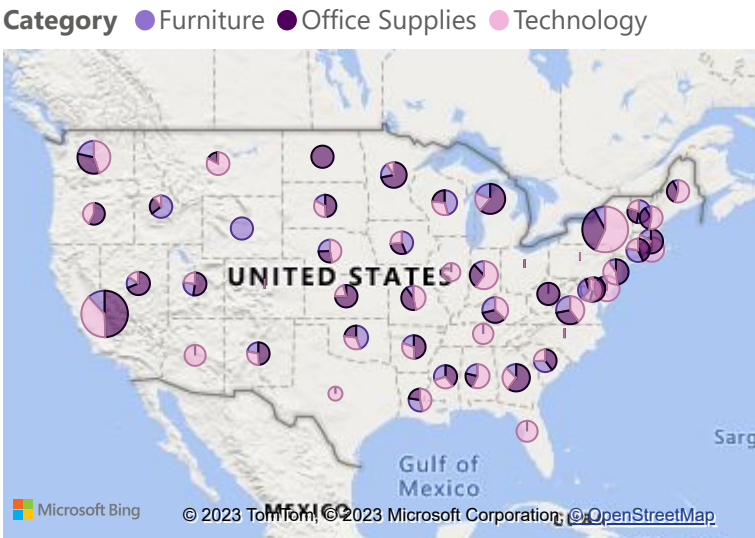 Category Furniture Office Supplies Technology
UNITED STATES
Sarg
Gulf of
Mexico
Microsoft Bing
MEXICO
© 2023 TomTom, © 2023 Microsoft Corporation, © OpenStreetMap